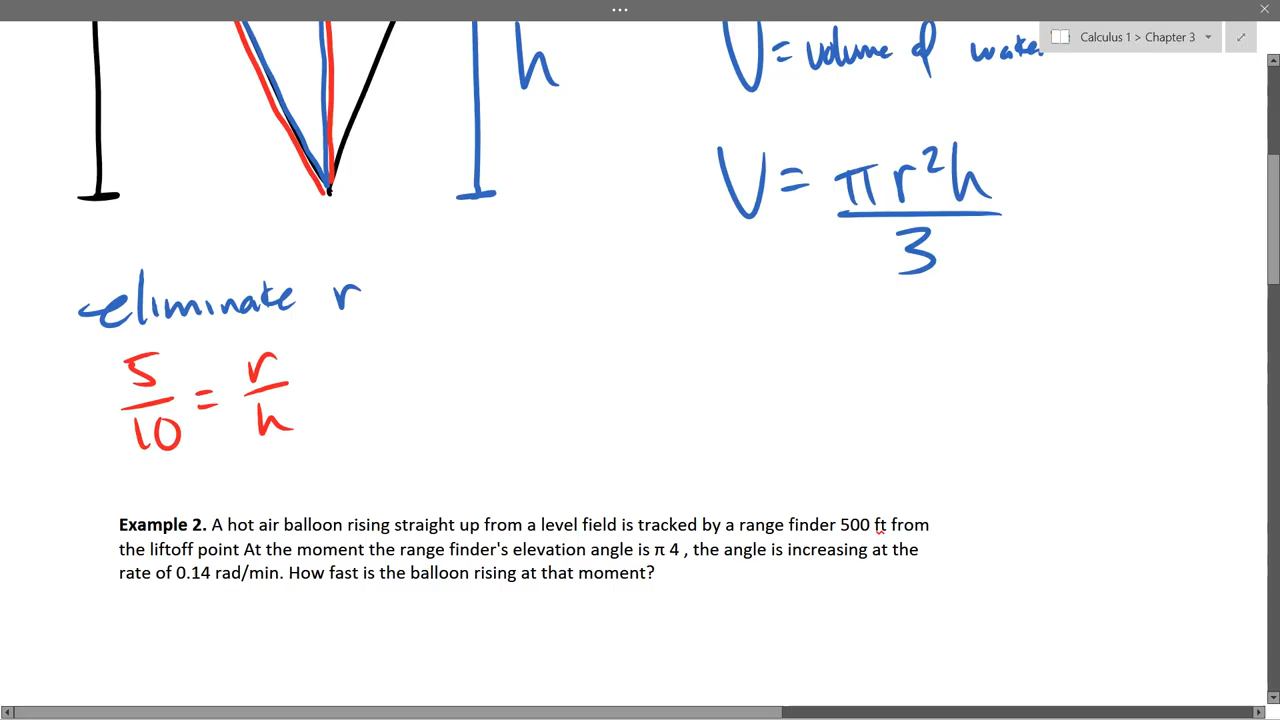 Calculus 1 > Chapter 3
h
V = volume of water
V = πr²h / 3
eliminate r
5/10 = r/h
Example 2. A hot air balloon rising straight up from a level field is tracked by a range finder 500 ft from
the liftoff point At the moment the range finder's elevation angle is π 4 , the angle is increasing at the
rate of 0.14 rad/min. How fast is the balloon rising at that moment?